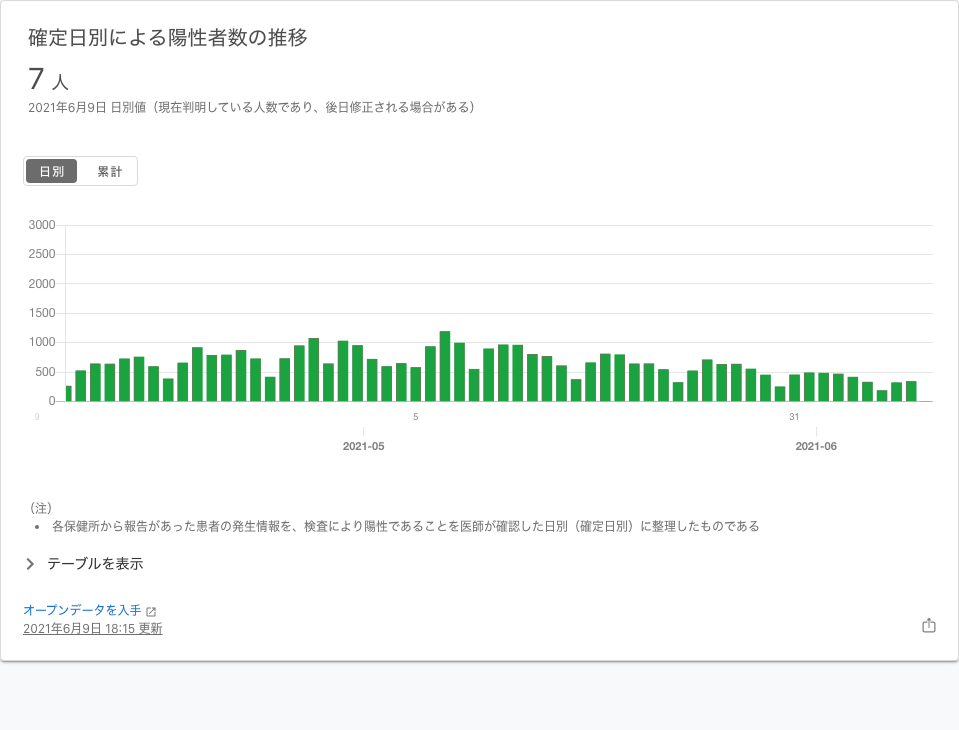 確定日別による陽性者数の推移
7 人
2021年6月9日 日別値（現在判明している人数であり、後日修正される場合がある）
日別 累計
3000
2500
2000
1500
1000
500
0
9 5 31
2021-05 2021-06
（注）
• 各保健所から報告があった患者の発生情報を、検査により陽性であることを医師が確認した日別（確定日別）に整理したものである
テーブルを表示
オープンデータを入手
2021年6月9日 18:15 更新